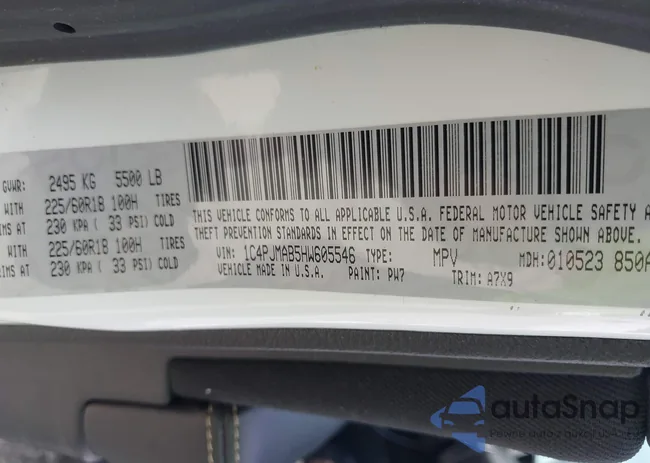 GVWR: 2495 KG 5500 LB
WITH 225/60R18 100H TIRES
RIMS AT 230 KPA ( 33 PSI) COLD
WITH 225/60R18 100H TIRES
RIMS AT 230 KPA ( 33 PSI) COLD
THIS VEHICLE CONFORMS TO ALL APPLICABLE U.S.A. FEDERAL MOTOR VEHICLE SAFETY
THEFT PREVENTION STANDARDS IN EFFECT ON THE DATE OF MANUFACTURE SHOWN ABOVE.
VIN: 1C4PJMAB5HW605546 TYPE: MPV MDH: 010523 850A
VEHICLE MADE IN U.S.A. PAINT: PW7 TRIM: A7X9
autoSnap